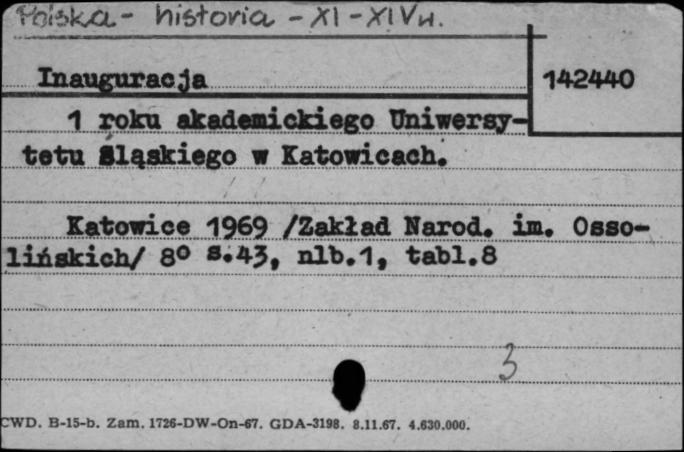 Polska - historia - XI - XIV w.
Inauguracja
142440
1 roku akademickiego Uniwersy-
tetu Śląskiego w Katowicach.
Katowice 1969 /Zakład Narod. im. Osso-
lińskich/ 8° s.43, nlb.1, tabl.8
3
CWD. B-15-b. Zam. 1726-DW-On-67. GDA-3198. 8.11.67. 4.630.000.